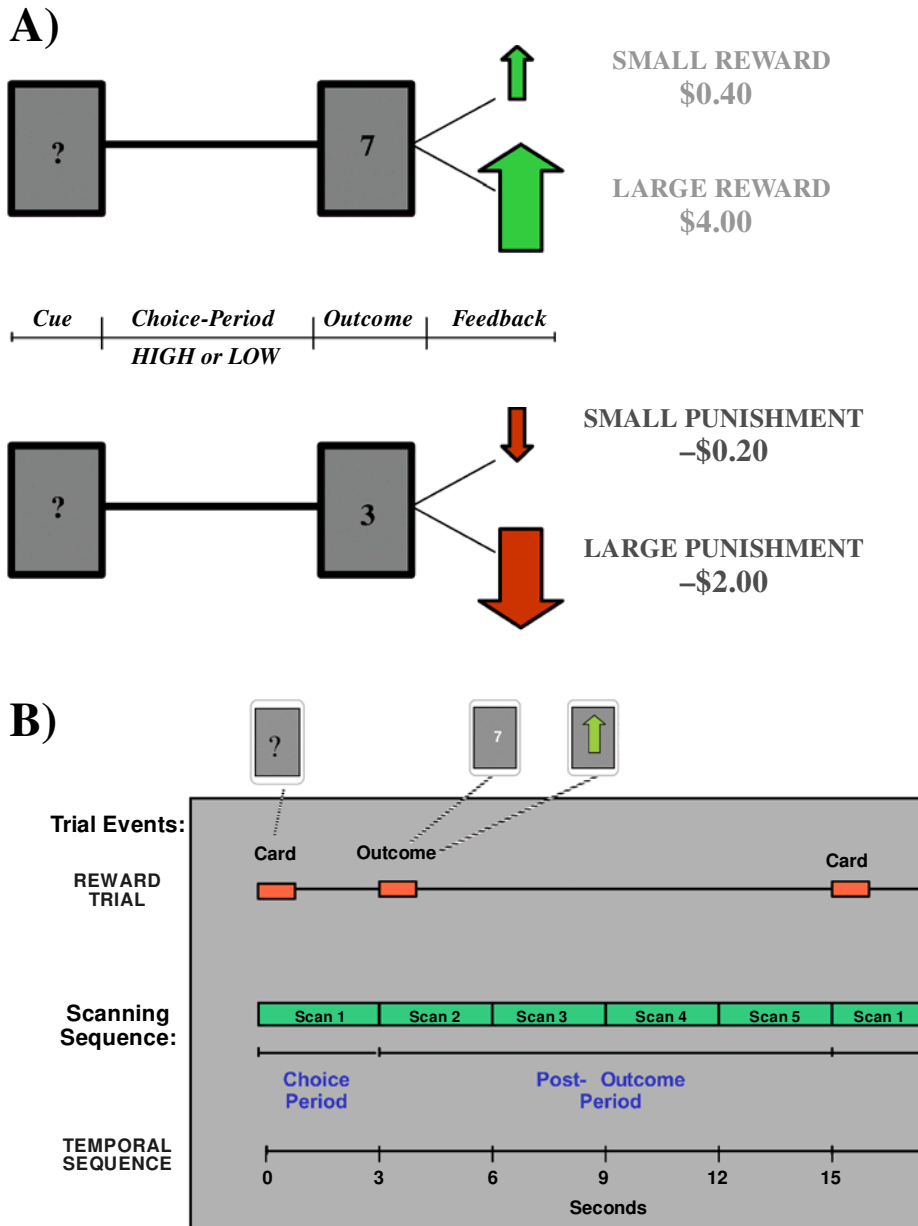 A)
SMALL REWARD
$0.40
?
7
LARGE REWARD
$4.00
Cue Choice-Period Outcome Feedback
HIGH or LOW
SMALL PUNISHMENT
–$0.20
?
3
LARGE PUNISHMENT
–$2.00
B)
? 7
Trial Events:
Card Outcome Card
REWARD
TRIAL
Scanning
Sequence:
Scan 1 Scan 2 Scan 3 Scan 4 Scan 5 Scan 1
Choice
Period
Post- Outcome
Period
TEMPORAL
SEQUENCE
0 3 6 9 12 15
Seconds